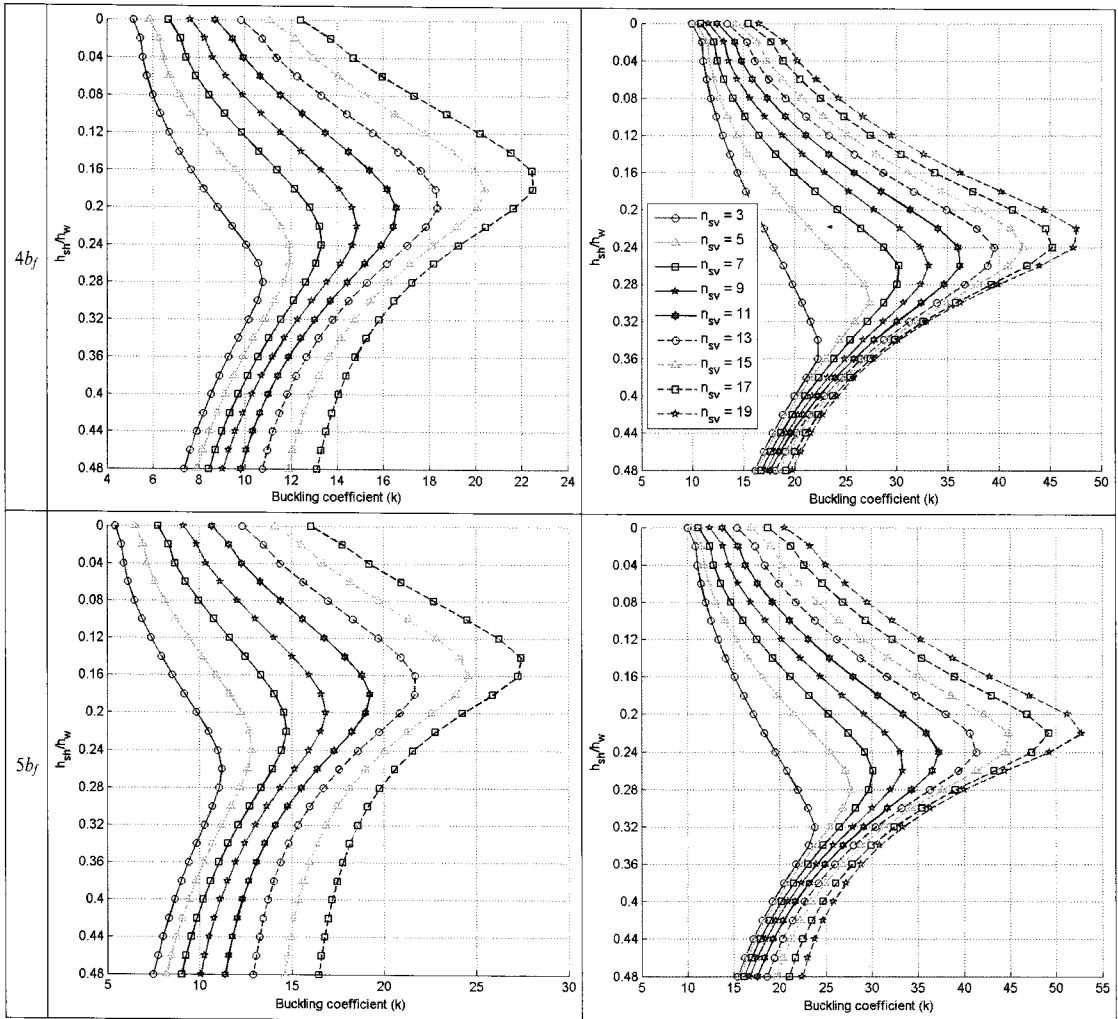 4b_f
h_sh/h_w
0
0.04
0.08
0.12
0.16
0.2
0.24
0.28
0.32
0.36
0.4
0.44
0.48
4 6 8 10 12 14 16 18 20 22 24
Buckling coefficient (k)
h_sh/h_w
0
0.04
0.08
0.12
0.16
0.2
0.24
0.28
0.32
0.36
0.4
0.44
0.48
5 10 15 20 25 30 35 40 45 50
Buckling coefficient (k)
n_sv = 3
n_sv = 5
n_sv = 7
n_sv = 9
n_sv = 11
n_sv = 13
n_sv = 15
n_sv = 17
n_sv = 19
5b_f
h_sh/h_w
0
0.04
0.08
0.12
0.16
0.2
0.24
0.28
0.32
0.36
0.4
0.44
0.48
5 10 15 20 25 30
Buckling coefficient (k)
h_sh/h_w
0
0.04
0.08
0.12
0.16
0.2
0.24
0.28
0.32
0.36
0.4
0.44
0.48
5 10 15 20 25 30 35 40 45 50 55
Buckling coefficient (k)